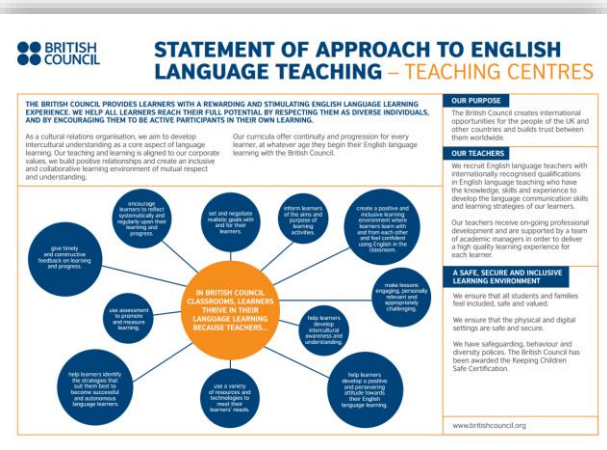 BRITISH
COUNCIL
STATEMENT OF APPROACH TO ENGLISH
LANGUAGE TEACHING – TEACHING CENTRES
THE BRITISH COUNCIL PROVIDES LEARNERS WITH A REWARDING AND STIMULATING ENGLISH LANGUAGE LEARNING
EXPERIENCE. WE HELP ALL LEARNERS REACH THEIR FULL POTENTIAL BY RESPECTING THEM AS DIVERSE INDIVIDUALS,
AND BY ENCOURAGING THEM TO BE ACTIVE PARTICIPANTS IN THEIR OWN LEARNING.
As a cultural relations organisation, we aim to develop
intercultural understanding as a core aspect of language
learning. Our teaching and learning is aligned to our corporate
values, we build positive relationships and create an inclusive
and collaborative learning environment of mutual respect
and understanding.
Our curricula offer continuity and progression for every
learner, at whatever age they begin their English language
learning with the British Council.
encourage
learners to reflect
systematically and
regularly upon their
learning and
progress.
set and negotiate
realistic goals with
and for their
learners.
inform learners
of the aims and
purpose of
learning
activities.
create a positive and
inclusive learning
environment where
learners learn with
and from each other
and feel confident
using English in the
classroom.
give timely
and constructive
feedback on learning
and progress.
make lessons
engaging, personally
relevant and
appropriately
challenging.
IN BRITISH COUNCIL
CLASSROOMS, LEARNERS
THRIVE IN THEIR
LANGUAGE LEARNING
BECAUSE TEACHERS...
use assessment
to promote
and measure
learning.
help learners
develop
intercultural
awareness and
understanding.
help learners identify
the strategies that
suit them best to
become successful
and autonomous
language learners.
use a variety
of resources and
technologies to
meet their
learners' needs.
help learners
develop a positive
and persevering
attitude towards
their English
language learning.
OUR PURPOSE
The British Council creates international
opportunities for the people of the UK and
other countries and builds trust between
them worldwide.
OUR TEACHERS
We recruit English language teachers with
internationally recognised qualifications
in English language teaching who have
the knowledge, skills and experience to
develop the language communication skills
and learning strategies of our learners.
Our teachers receive on-going professional
development and are supported by a team
of academic managers in order to deliver
a high quality learning experience for
each learner.
A SAFE, SECURE AND INCLUSIVE
LEARNING ENVIRONMENT
We ensure that all students and families
feel included, safe and valued.
We ensure that the physical and digital
settings are safe and secure.
We have safeguarding, behaviour and
diversity policies. The British Council has
been awarded the Keeping Children
Safe Certification.
www.britishcouncil.org